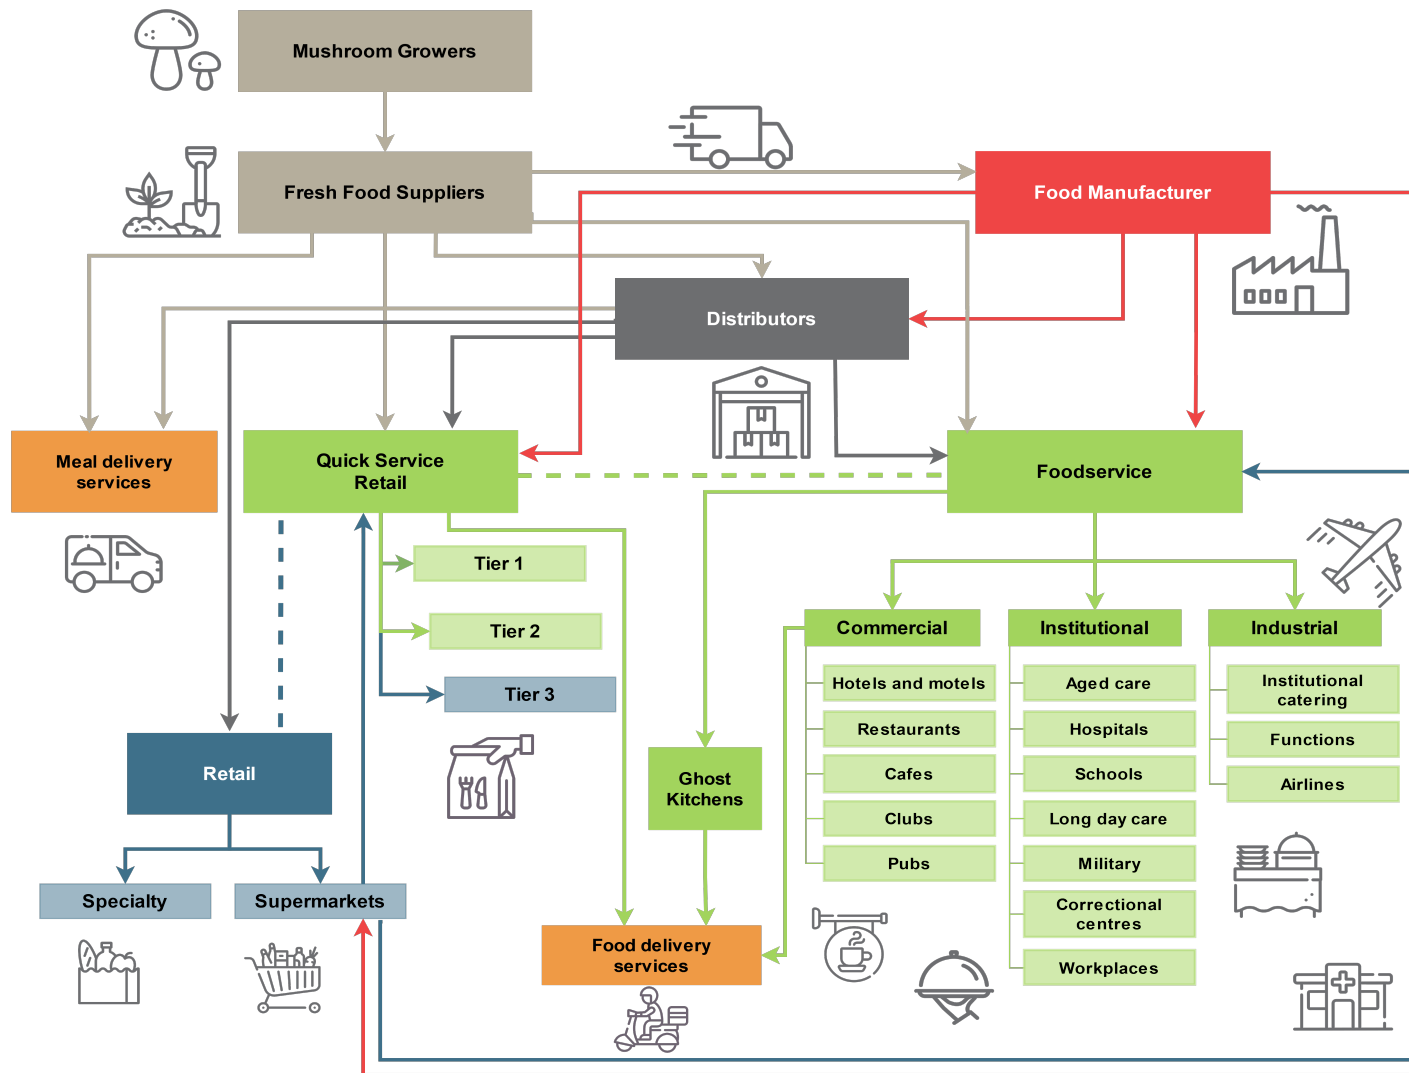 Mushroom Growers
Fresh Food Suppliers
Food Manufacturer
Distributors
Meal delivery
services
Quick Service
Retail
Foodservice
Tier 1
Tier 2
Tier 3
Commercial
Institutional
Industrial
Hotels and motels
Restaurants
Cafes
Clubs
Pubs
Aged care
Hospitals
Schools
Long day care
Military
Correctional
centres
Workplaces
Institutional
catering
Functions
Airlines
Retail
Ghost
Kitchens
Specialty
Supermarkets
Food delivery
services